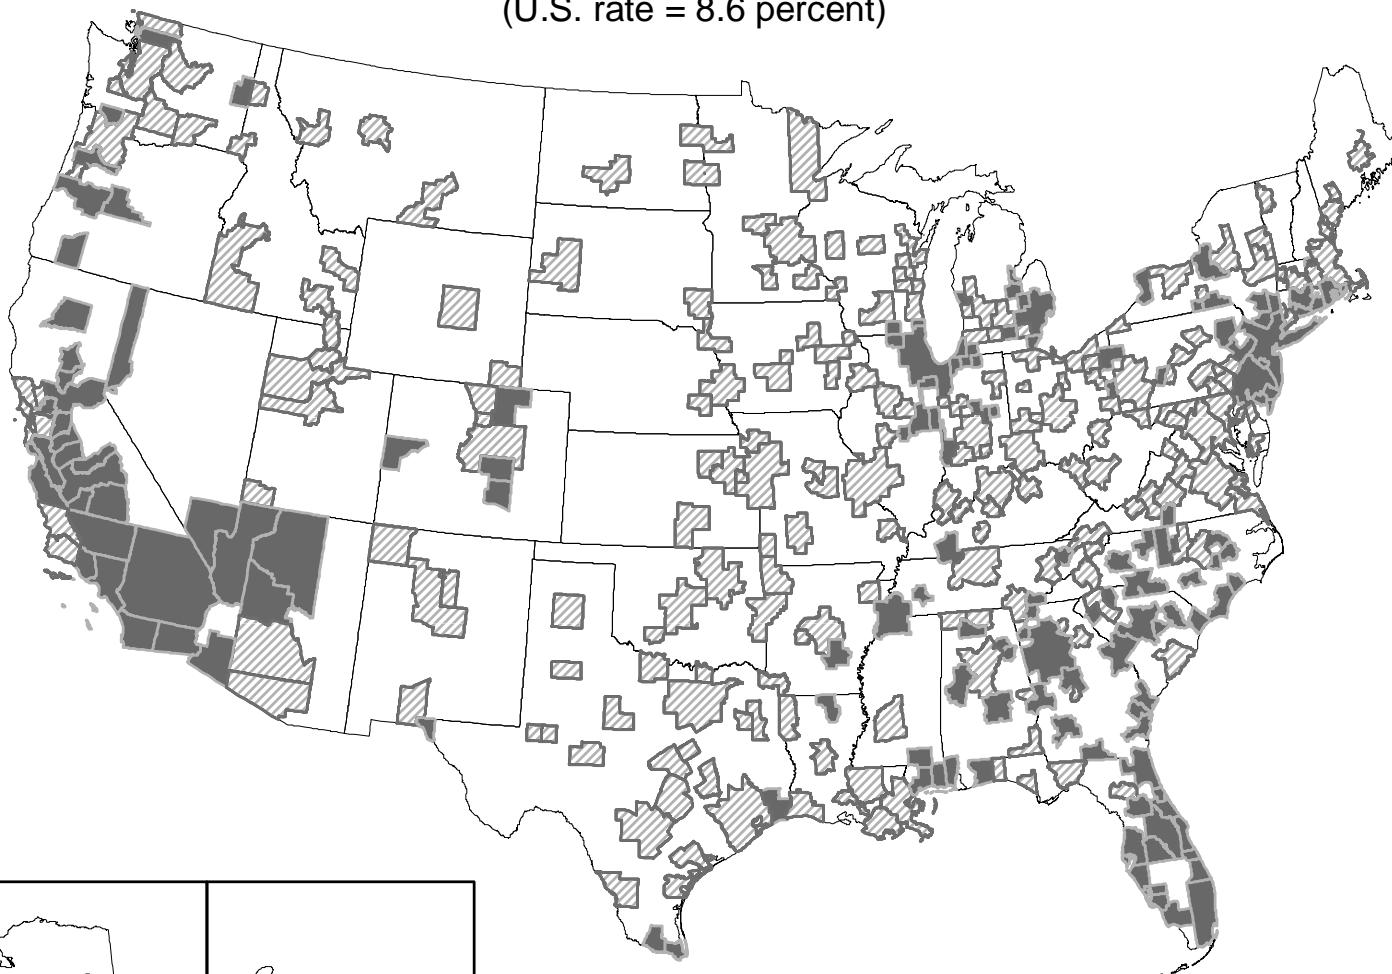 (U.S. rate = 8.6 percent)